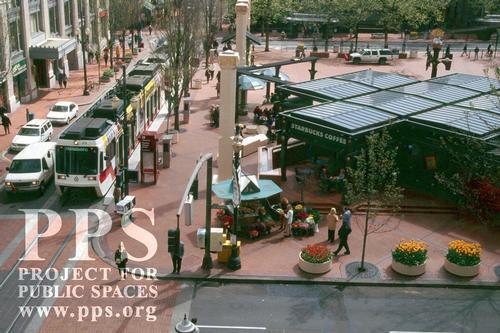 STARBUCKS COFFEE
PPS
PROJECT FOR
PUBLIC SPACES
www.pps.org